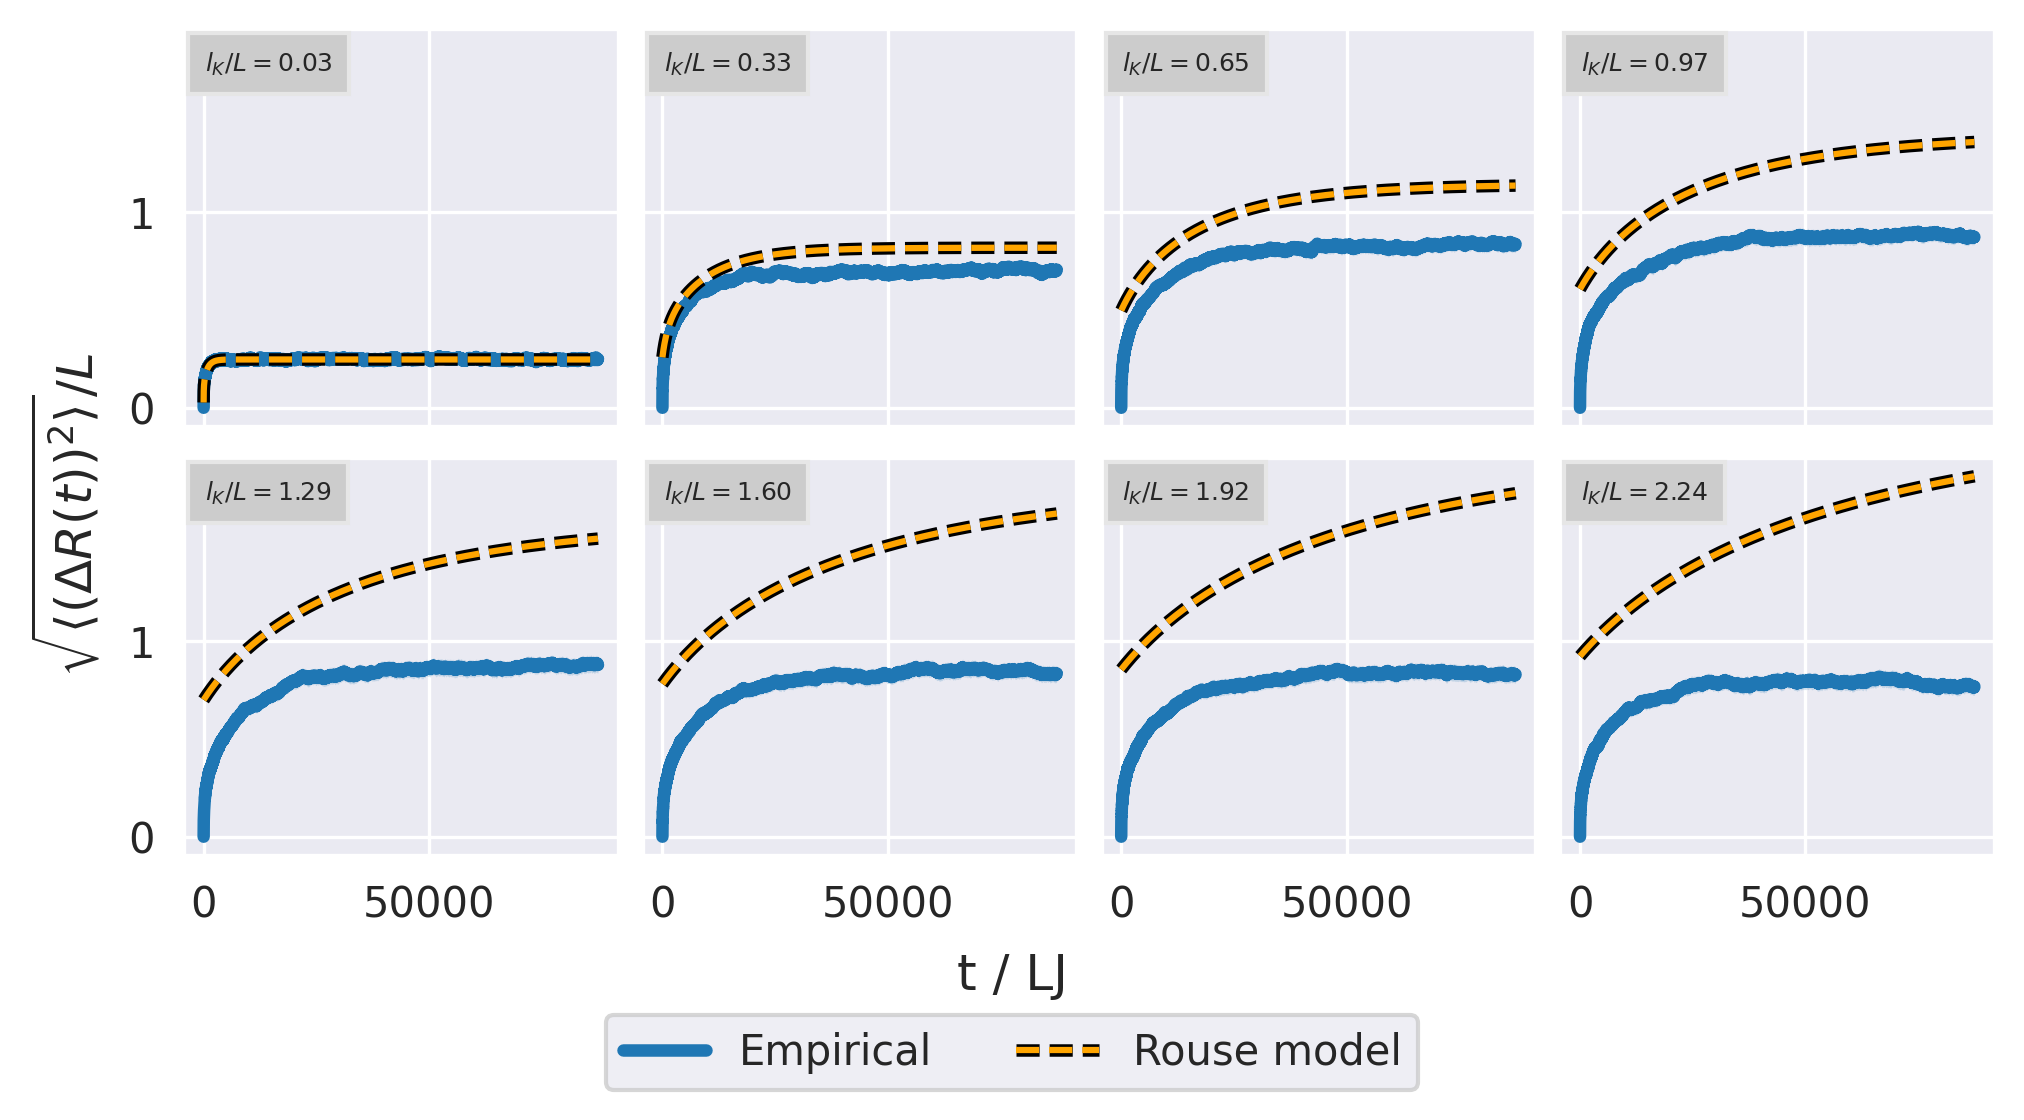 l_K/L = 0.03
l_K/L = 0.33
l_K/L = 0.65
l_K/L = 0.97
1
0
√⟨(ΔR(t))²⟩/L
l_K/L = 1.29
l_K/L = 1.60
l_K/L = 1.92
l_K/L = 2.24
1
0
0 50000 0 50000 0 50000 0 50000
t / LJ
Empirical Rouse model